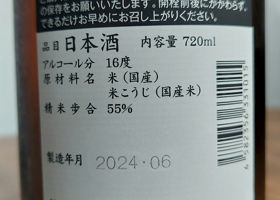 の保存をお願いいたします。開栓前後にかかわらず、
できるだけお早めにお召し上がりください。
品目 日本酒 内容量 720ml
アルコール分 16度
原材料名 米(国産)
米こうじ(国産米)
精米歩合 55%
製造年月 2024・06
4 582356 331015